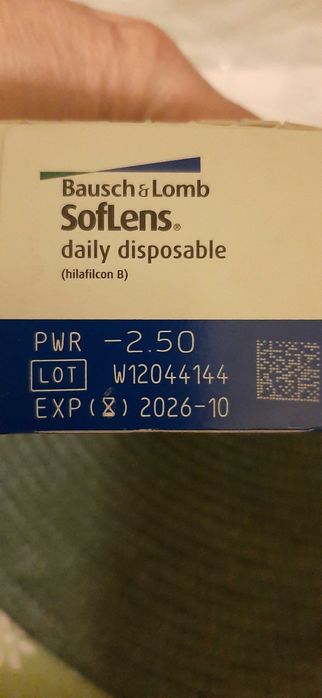 Bausch & Lomb
SofLens®
daily disposable
(hilafilcon B)
PWR -2.50
LOT W12044144
EXP (⌛) 2026-10